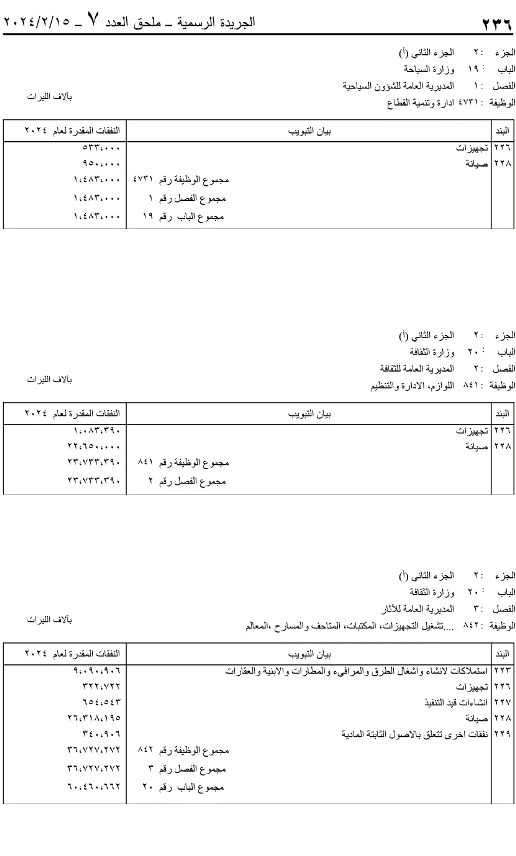 ٢٣٦ الجريدة الرسمية – ملحق العدد ٧ – ٢٠٢٤/٢/١٥
الجزء : ٢ الجزء الثاني (أ)
الباب : ١٩ وزارة السياحة
الفصل : ١ المديرية العامة للشؤون السياحية
الوظيفة : ٤٧٣١ ادارة وتنمية القطاع بآلاف الليرات
البند بيان التبويب النفقات المقدرة لعام ٢٠٢٤
٢٢٦ تجهيزات ٥٣٣،٠٠٠
٢٢٨ صيانة ٩٥٠،٠٠٠
مجموع الوظيفة رقم ٤٧٣١ ١،٤٨٣،٠٠٠
مجموع الفصل رقم ١ ١،٤٨٣،٠٠٠
مجموع الباب رقم ١٩ ١،٤٨٣،٠٠٠
الجزء : ٢ الجزء الثاني (أ)
الباب : ٢٠ وزارة الثقافة
الفصل : ٢ المديرية العامة للثقافة
الوظيفة : ٨٤١ اللوازم، الادارة والتنظيم بآلاف الليرات
البند بيان التبويب النفقات المقدرة لعام ٢٠٢٤
٢٢٦ تجهيزات ١،٠٨٣،٣٩٠
٢٢٨ صيانة ٢٢،٦٥٠،٠٠٠
مجموع الوظيفة رقم ٨٤١ ٢٣،٧٣٣،٣٩٠
مجموع الفصل رقم ٢ ٢٣،٧٣٣،٣٩٠
الجزء : ٢ الجزء الثاني (أ)
الباب : ٢٠ وزارة الثقافة
الفصل : ٣ المديرية العامة للآثار
الوظيفة : ٨٤٢ ....تشغيل التجهيزات، المكتبات، المتاحف والمسارح ،المعالم بآلاف الليرات
البند بيان التبويب النفقات المقدرة لعام ٢٠٢٤
٢٢٣ استملاكات لانشاء واشغال الطرق والمرافىء والمطارات والابنية والعقارات ٩،٠٩٠،٩٠٦
٢٢٦ تجهيزات ٣٢٢،٧٢٢
٢٢٧ انشاءات قيد التنفيذ ٦٥٤،٥٤٣
٢٢٨ صيانة ٢٦،٣١٨،١٩٥
٢٢٩ نفقات اخرى تتعلق بالاصول الثابتة المادية ٣٤٠،٩٠٦
مجموع الوظيفة رقم ٨٤٢ ٣٦،٧٢٧،٢٧٢
مجموع الفصل رقم ٣ ٣٦،٧٢٧،٢٧٢
مجموع الباب رقم ٢٠ ٦٠،٤٦٠،٦٦٢